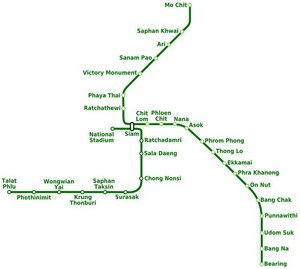 Mo Chit
Saphan Khwai
Ari
Sanam Pao
Victory Monument
Phaya Thai
Ratchathewi
Chit
Lom
Phloen
Chit
Nana
Asok
National
Stadium
Siam
Ratchadamri
Sala Daeng
Chong Nonsi
Phrom Phong
Thong Lo
Ekkamai
Phra Khanong
On Nut
Bang Chak
Punnawithi
Udom Suk
Bang Na
Bearing
Talat
Phlu
Phothinimit
Wongwian
Yai
Krung
Thonburi
Saphan
Taksin
Surasak